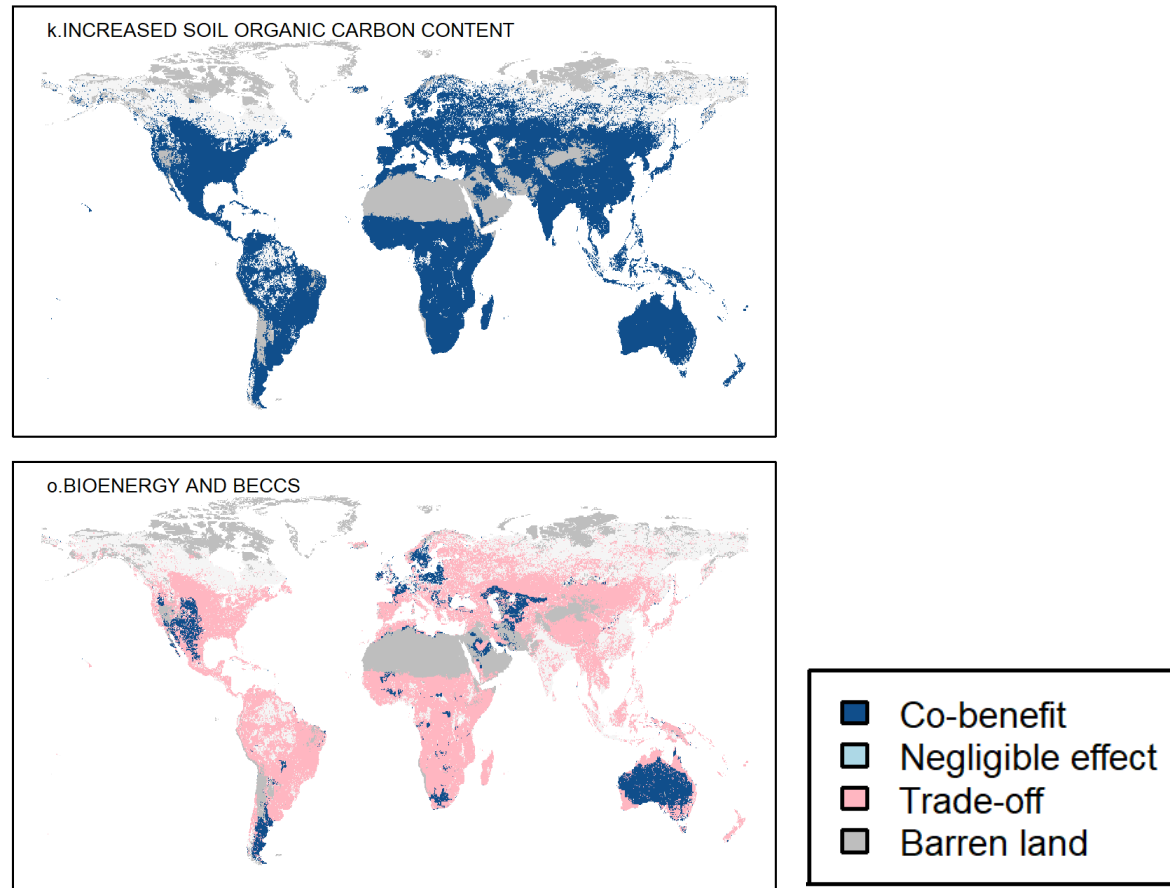 k.INCREASED SOIL ORGANIC CARBON CONTENT
o.BIOENERGY AND BECCS
Co-benefit
Negligible effect
Trade-off
Barren land